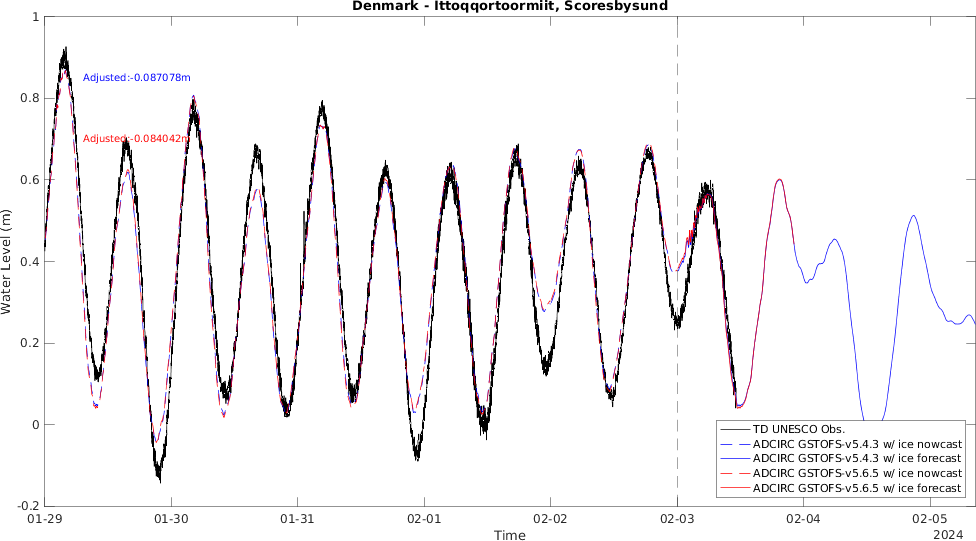 Denmark - Ittoqqortoormiit, Scoresbysund
1
0.8
0.6
0.4
0.2
0
-0.2
Water Level (m)
Adjusted:-0.087078m
Adjusted:-0.084042m
TD UNESCO Obs.
ADCIRC GSTOFS-v5.4.3 w/ ice nowcast
ADCIRC GSTOFS-v5.4.3 w/ ice forecast
ADCIRC GSTOFS-v5.6.5 w/ ice nowcast
ADCIRC GSTOFS-v5.6.5 w/ ice forecast
01-29 01-30 01-31 02-01 02-02 02-03 02-04 02-05
Time
2024